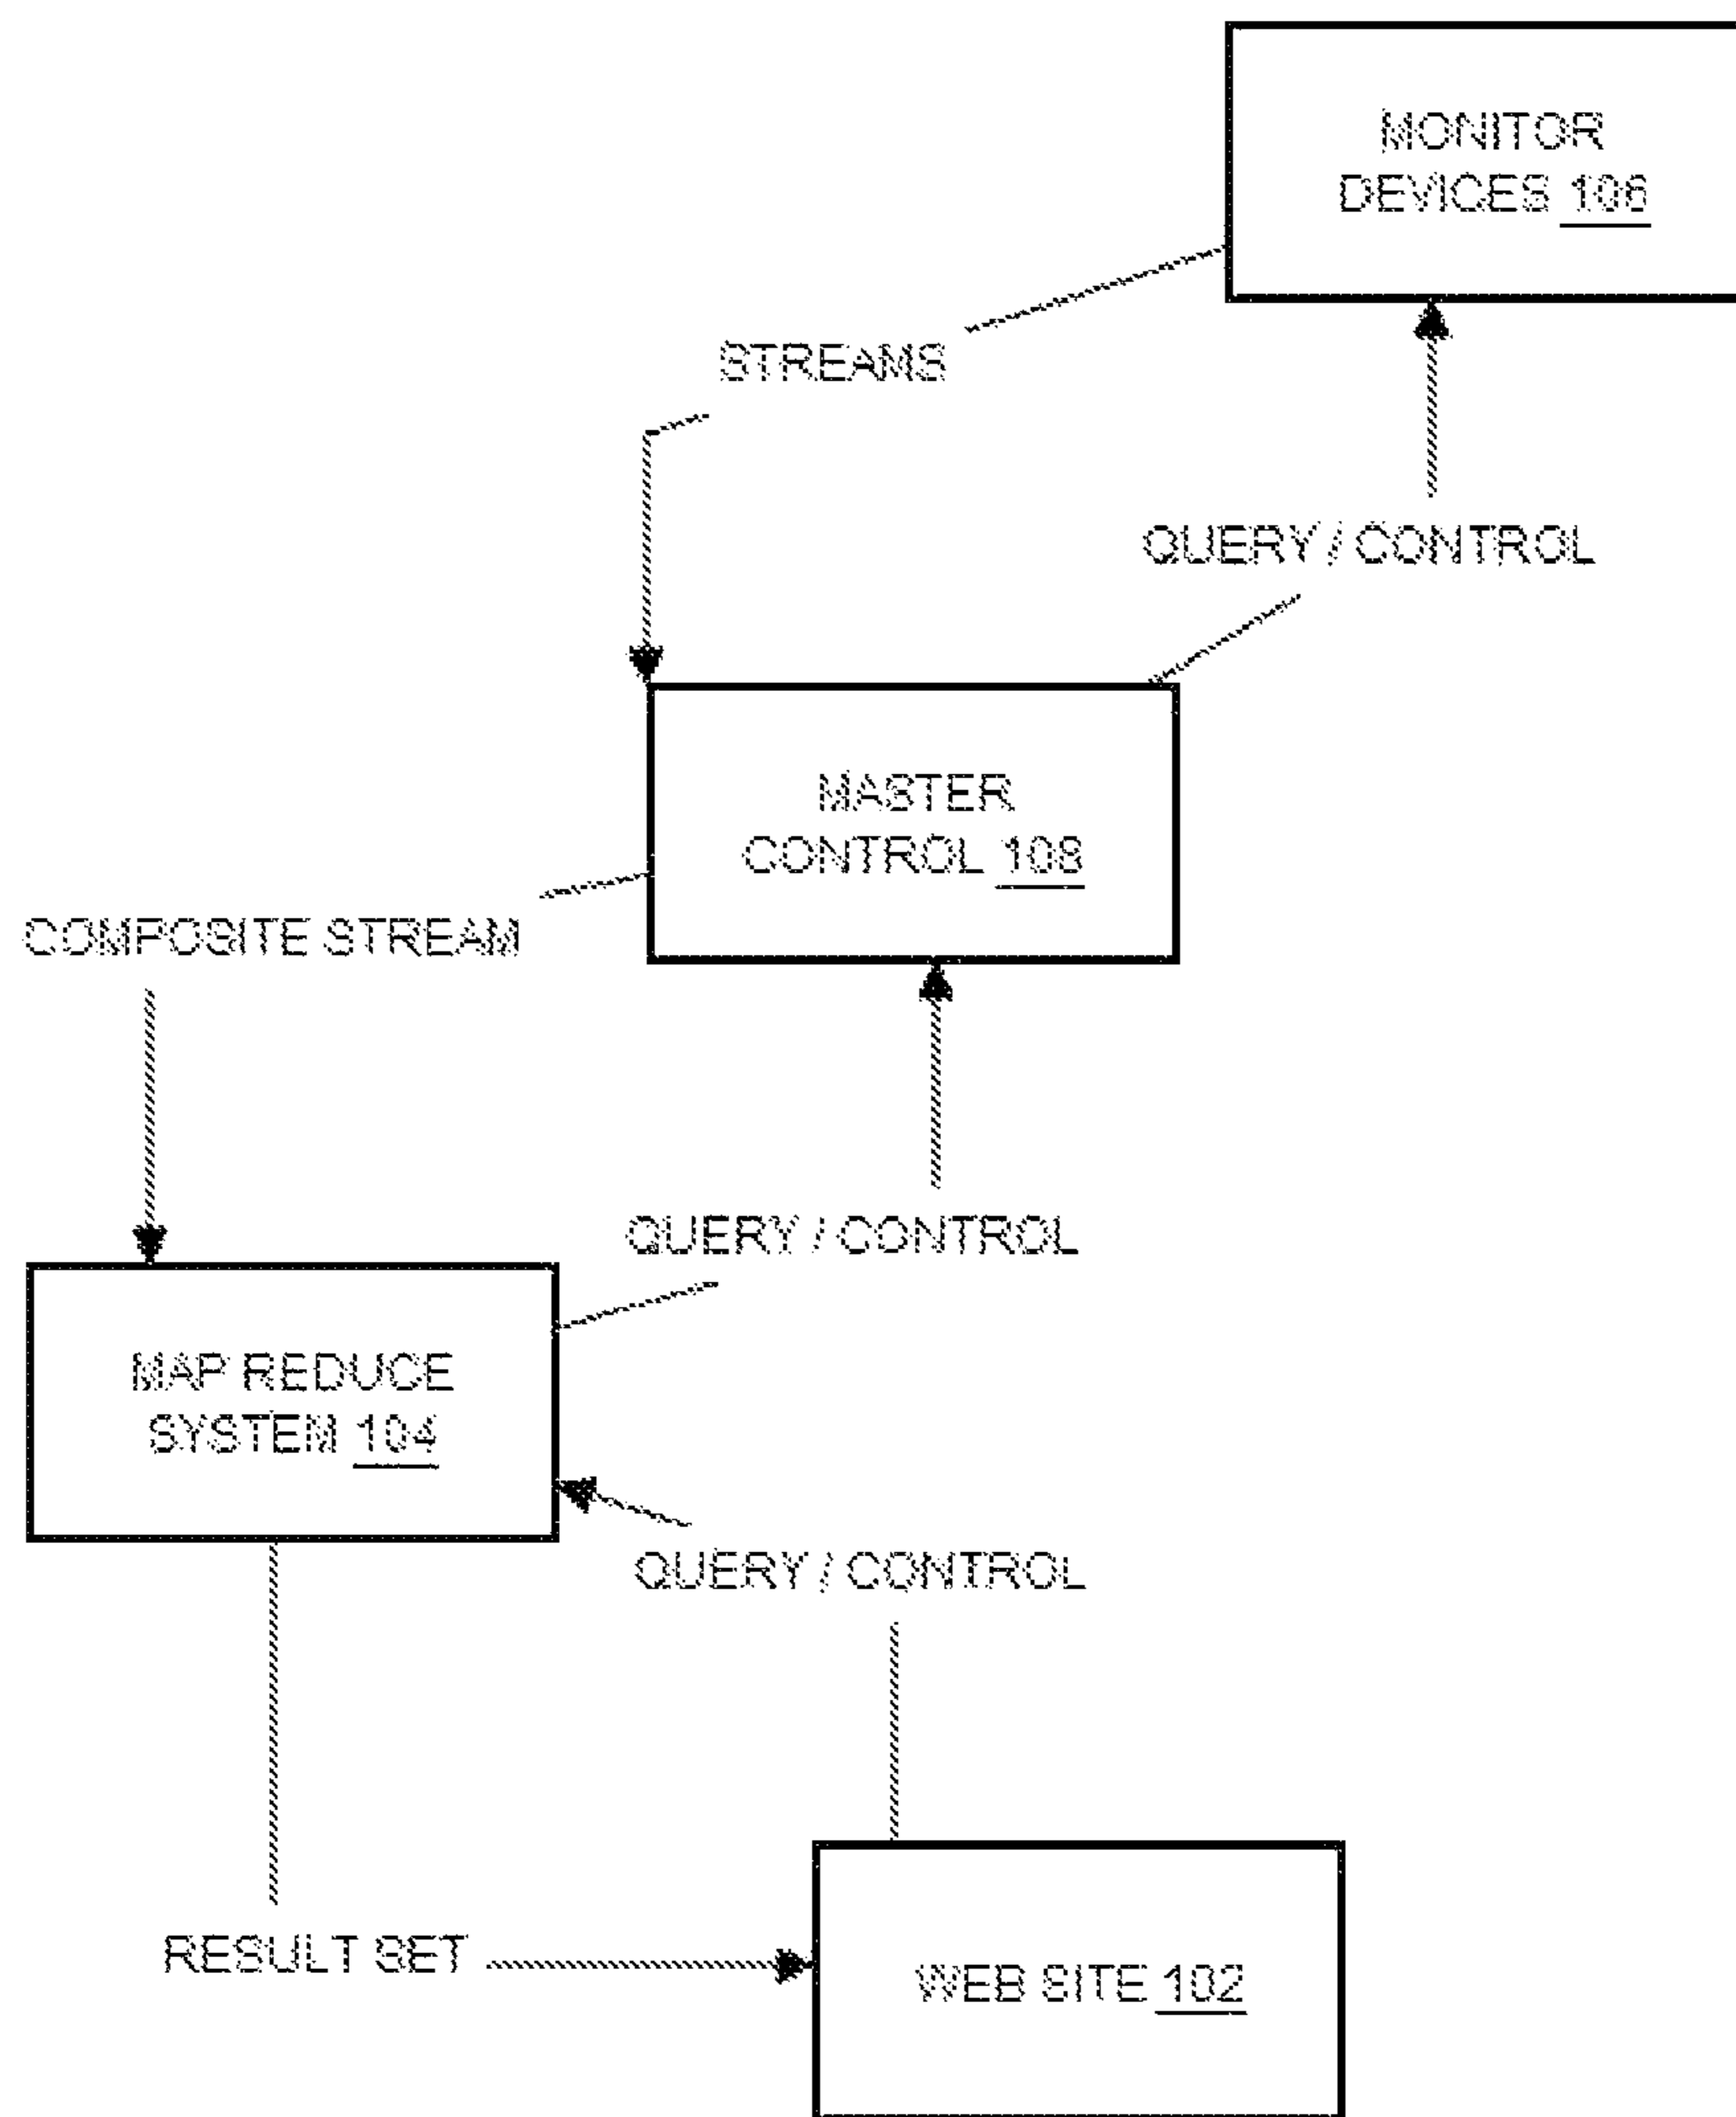 MONITOR
DEVICES 106
STREAMS
QUERY / CONTROL
MASTER
CONTROL 108
COMPOSITE STREAM
QUERY / CONTROL
MAP REDUCE
SYSTEM 104
QUERY / CONTROL
RESULT SET
WEB SITE 102